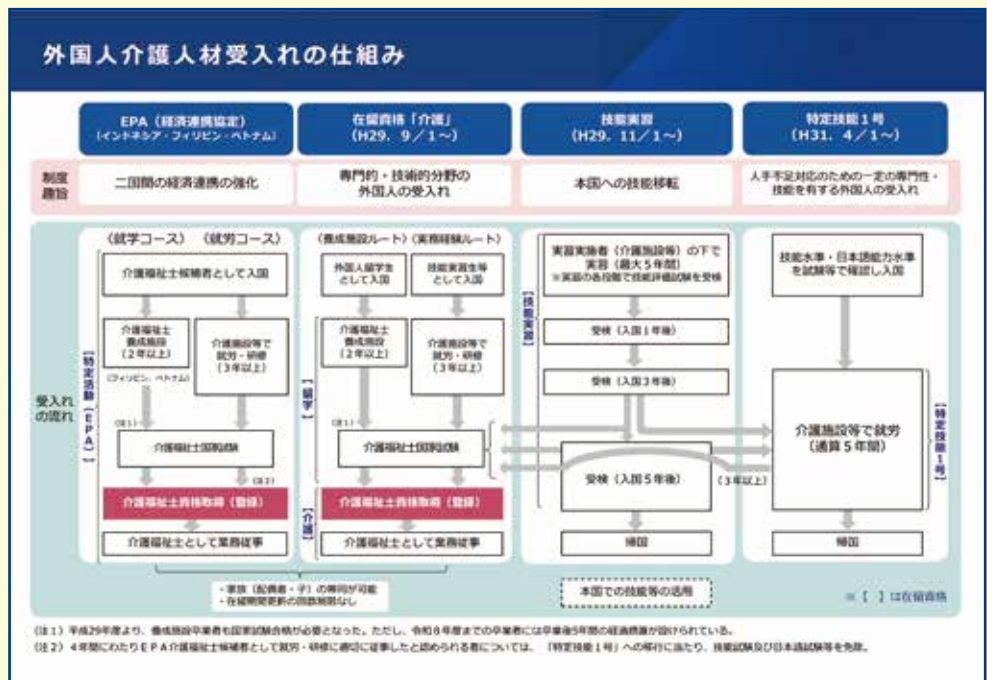 外国人介護人材受入れの仕組み
EPA（経済連携協定）
（インドネシア・フィリピン・ベトナム）
在留資格「介護」
（H29．9／1～）
技能実習
（H29．11／1～）
特定技能1号
（H31．4／1～）
制度
趣旨
二国間の経済連携の強化
専門的・技術的分野の
外国人の受入れ
本国への技能移転
人手不足対応のための一定の専門性・
技能を有する外国人の受入れ
受入れ
の流れ
【特定活動（EPA）】
（就学コース）（就労コース）
介護福祉士候補者として入国
介護福祉士
養成施設
（2年以上）
（フィリピン、ベトナム）
介護施設等で
就労・研修
（3年以上）
（注1）
介護福祉士国家試験
（注2）
介護福祉士資格取得（登録）
介護福祉士として業務従事
（養成施設ルート）（実務経験ルート）
外国人留学生
として入国
技能実習生等
として入国
【留学】
介護福祉士
養成施設
（2年以上）
介護施設等で
就労・研修
（3年以上）
（注1）
介護福祉士国家試験
【介護】
介護福祉士資格取得（登録）
介護福祉士として業務従事
・家族（配偶者・子）の帯同が可能
・在留期間更新の回数制限なし
【技能実習】
実習実施者（介護施設等）の下で
実習（最大5年間）
※実習の各段階で技能評価試験を受検
受検（入国1年後）
受検（入国3年後）
受検（入国5年後）
帰国
本国での技能等の活用
技能水準・日本語能力水準
を試験等で確認し入国
介護施設等で就労
（通算5年間）
【特定技能1号】
（3年以上）
帰国
※【　】は在留資格
（注1）平成29年度より、養成施設卒業者も国家試験合格が必要となった。ただし、令和8年度までの卒業者には卒業後5年間の経過措置が設けられている。
（注2）4年間にわたりEPA介護福祉士候補者として就労・研修に適切に従事したと認められる者については、「特定技能1号」への移行に当たり、技能試験及び日本語試験等を免除。